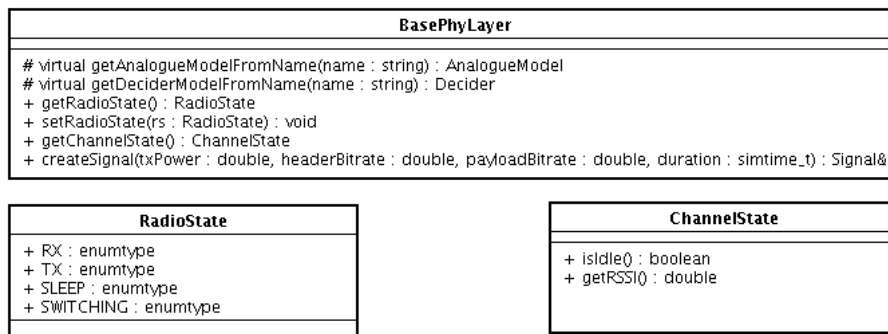 BasePhyLayer
# virtual getAnalogueModelFromName(name : string) : AnalogueModel
# virtual getDeciderModelFromName(name : string) : Decider
+ getRadioState() : RadioState
+ setRadioState(rs : RadioState) : void
+ getChannelState() : ChannelState
+ createSignal(txPower : double, headerBitrate : double, payloadBitrate : double, duration : simtime_t) : Signal&
RadioState
+ RX : enumtype
+ TX : enumtype
+ SLEEP : enumtype
+ SWITCHING : enumtype
ChannelState
+ isIdle() : boolean
+ getRSSI() : double